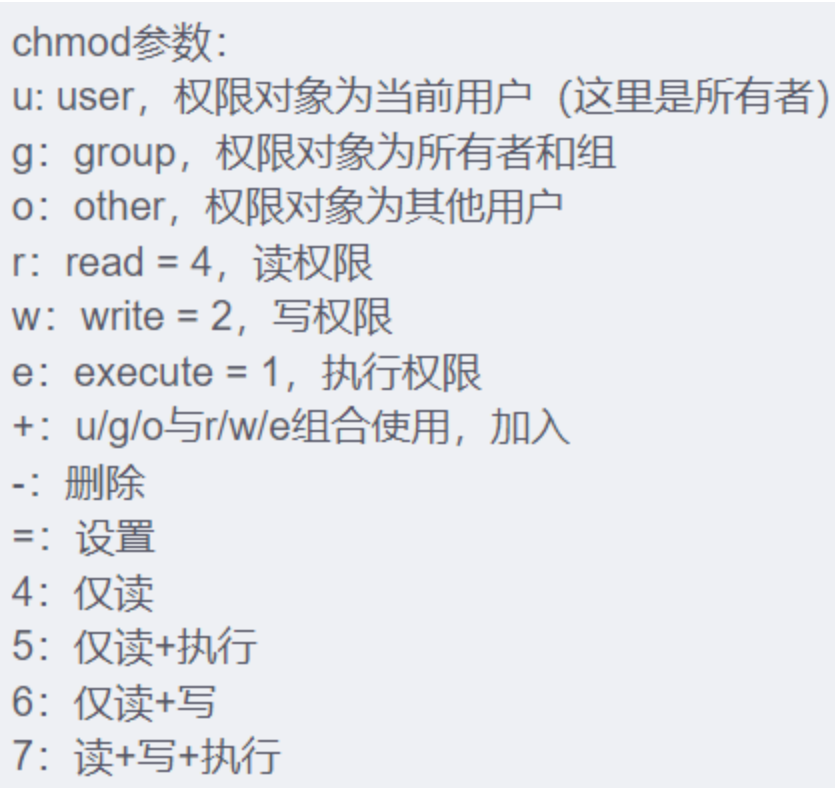 chmod参数：
u: user，权限对象为当前用户（这里是所有者）
g：group，权限对象为所有者和组
o：other，权限对象为其他用户
r：read = 4，读权限
w：write = 2，写权限
e：execute = 1，执行权限
+：u/g/o与r/w/e组合使用，加入
-：删除
=：设置
4：仅读
5：仅读+执行
6：仅读+写
7：读+写+执行